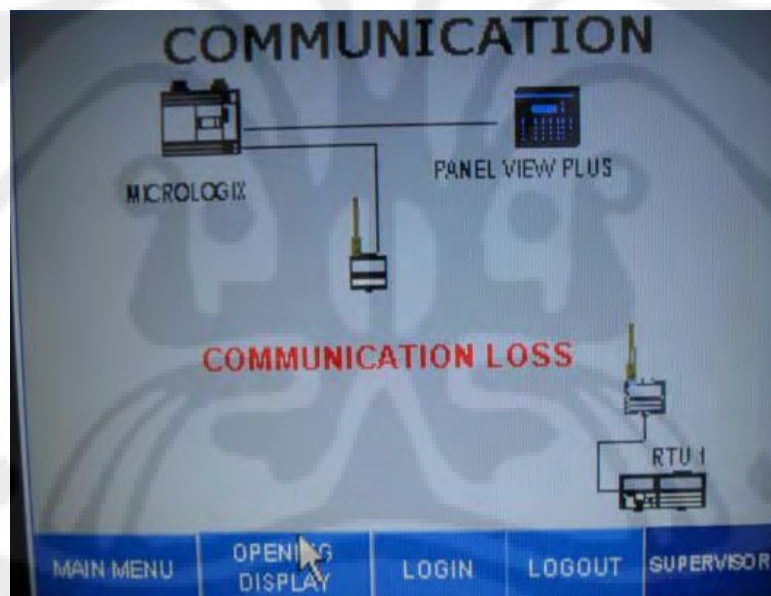 COMMUNICATION
MICROLOGIX
PANEL VIEW PLUS
COMMUNICATION LOSS
RTU 1
MAIN MENU
OPENING
DISPLAY
LOGIN
LOGOUT
SUPERVISOR